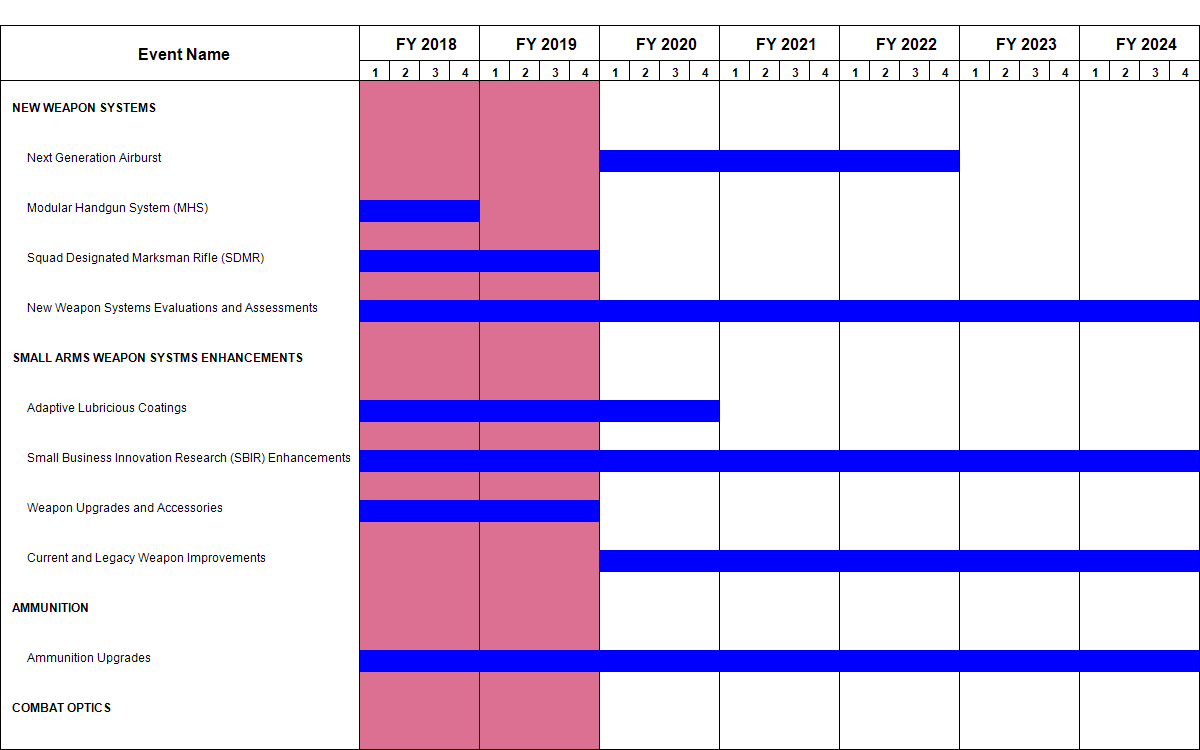 Event Name
FY 2018 FY 2019 FY 2020 FY 2021 FY 2022 FY 2023 FY 2024
1 2 3 4 1 2 3 4 1 2 3 4 1 2 3 4 1 2 3 4 1 2 3 4 1 2 3 4
NEW WEAPON SYSTEMS
Next Generation Airburst
Modular Handgun System (MHS)
Squad Designated Marksman Rifle (SDMR)
New Weapon Systems Evaluations and Assessments
SMALL ARMS WEAPON SYSTMS ENHANCEMENTS
Adaptive Lubricious Coatings
Small Business Innovation Research (SBIR) Enhancements
Weapon Upgrades and Accessories
Current and Legacy Weapon Improvements
AMMUNITION
Ammunition Upgrades
COMBAT OPTICS